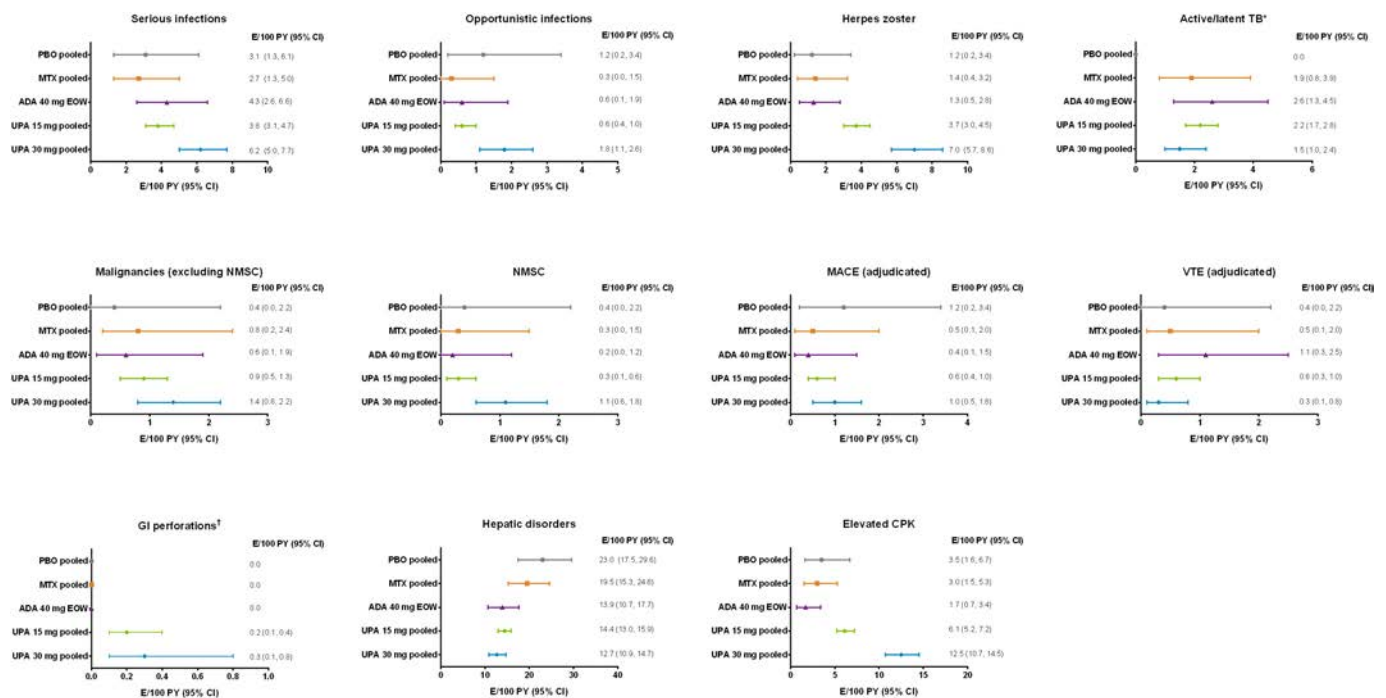 Serious infections
E/100 PY (95% CI)
PBO pooled 3.1 (1.3, 6.1)
MTX pooled 2.7 (1.3, 5.0)
ADA 40 mg EOW 4.3 (2.6, 6.6)
UPA 15 mg pooled 3.8 (3.1, 4.7)
UPA 30 mg pooled 6.2 (5.0, 7.7)
0 2 4 6 8 10
E/100 PY (95% CI)
Opportunistic infections
E/100 PY (95% CI)
PBO pooled 1.2 (0.2, 3.4)
MTX pooled 0.3 (0.0, 1.5)
ADA 40 mg EOW 0.6 (0.1, 1.9)
UPA 15 mg pooled 0.6 (0.4, 1.0)
UPA 30 mg pooled 1.8 (1.1, 2.6)
0 1 2 3 4 5
E/100 PY (95% CI)
Herpes zoster
E/100 PY (95% CI)
PBO pooled 1.2 (0.2, 3.4)
MTX pooled 1.4 (0.4, 3.2)
ADA 40 mg EOW 1.3 (0.5, 2.8)
UPA 15 mg pooled 3.7 (3.0, 4.5)
UPA 30 mg pooled 7.0 (5.7, 8.6)
0 2 4 6 8 10
E/100 PY (95% CI)
Active/latent TB*
E/100 PY (95% CI)
PBO pooled 0.0
MTX pooled 1.9 (0.8, 3.9)
ADA 40 mg EOW 2.6 (1.3, 4.5)
UPA 15 mg pooled 2.2 (1.7, 2.8)
UPA 30 mg pooled 1.5 (1.0, 2.4)
0 2 4 6
E/100 PY (95% CI)
Malignancies (excluding NMSC)
E/100 PY (95% CI)
PBO pooled 0.4 (0.0, 2.2)
MTX pooled 0.8 (0.2, 2.4)
ADA 40 mg EOW 0.6 (0.1, 1.9)
UPA 15 mg pooled 0.9 (0.5, 1.3)
UPA 30 mg pooled 1.4 (0.8, 2.2)
0 1 2 3
E/100 PY (95% CI)
NMSC
E/100 PY (95% CI)
PBO pooled 0.4 (0.0, 2.2)
MTX pooled 0.3 (0.0, 1.5)
ADA 40 mg EOW 0.2 (0.0, 1.2)
UPA 15 mg pooled 0.3 (0.1, 0.6)
UPA 30 mg pooled 1.1 (0.6, 1.8)
0 1 2 3
E/100 PY (95% CI)
MACE (adjudicated)
E/100 PY (95% CI)
PBO pooled 1.2 (0.2, 3.4)
MTX pooled 0.5 (0.1, 2.0)
ADA 40 mg EOW 0.4 (0.1, 1.5)
UPA 15 mg pooled 0.6 (0.4, 1.0)
UPA 30 mg pooled 1.0 (0.5, 1.6)
0 1 2 3 4
E/100 PY (95% CI)
VTE (adjudicated)
E/100 PY (95% CI)
PBO pooled 0.4 (0.0, 2.2)
MTX pooled 0.5 (0.1, 2.0)
ADA 40 mg EOW 1.1 (0.3, 2.5)
UPA 15 mg pooled 0.6 (0.3, 1.0)
UPA 30 mg pooled 0.3 (0.1, 0.8)
0 1 2 3
E/100 PY (95% CI)
GI perforations†
E/100 PY (95% CI)
PBO pooled 0.0
MTX pooled 0.0
ADA 40 mg EOW 0.0
UPA 15 mg pooled 0.2 (0.1, 0.4)
UPA 30 mg pooled 0.3 (0.1, 0.8)
0.0 0.2 0.4 0.6 0.8 1.0
E/100 PY (95% CI)
Hepatic disorders
E/100 PY (95% CI)
PBO pooled 23.0 (17.5, 29.6)
MTX pooled 19.5 (15.3, 24.6)
ADA 40 mg EOW 13.9 (10.7, 17.7)
UPA 15 mg pooled 14.4 (13.0, 15.9)
UPA 30 mg pooled 12.7 (10.9, 14.7)
0 10 20 30 40
E/100 PY (95% CI)
Elevated CPK
E/100 PY (95% CI)
PBO pooled 3.5 (1.6, 6.7)
MTX pooled 3.0 (1.5, 5.3)
ADA 40 mg EOW 1.7 (0.7, 3.4)
UPA 15 mg pooled 6.1 (5.2, 7.2)
UPA 30 mg pooled 12.5 (10.7, 14.5)
0 5 10 15 20
E/100 PY (95% CI)